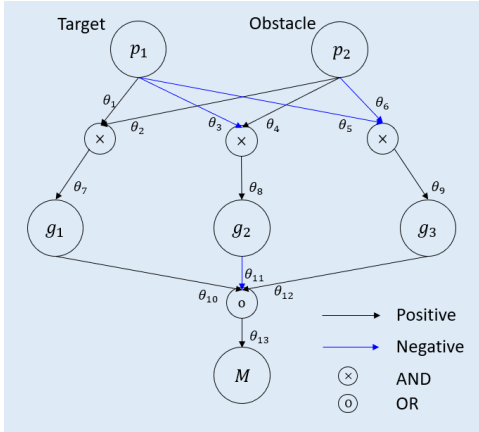 Target
Obstacle
p₁
p₂
θ₁
θ₂
θ₃
θ₄
θ₅
θ₆
×
×
×
θ₇
θ₈
θ₉
g₁
g₂
g₃
θ₁₀
θ₁₁
θ₁₂
o
θ₁₃
M
Positive
Negative
× AND
o OR